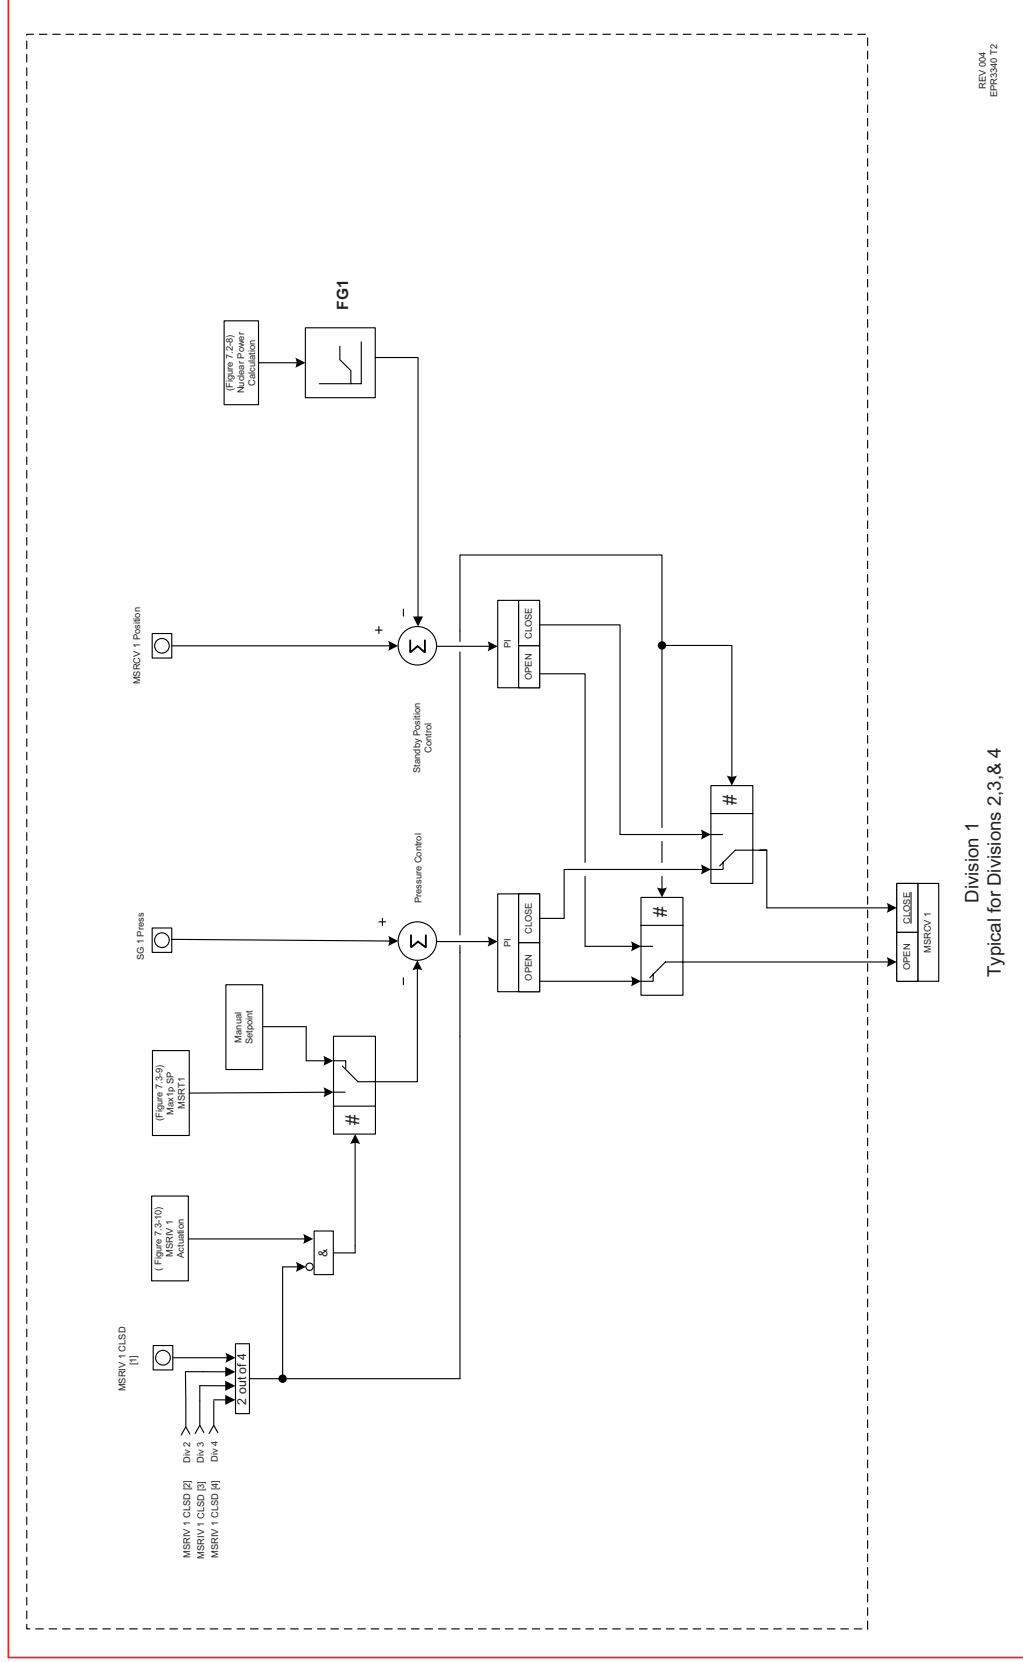 MSRIV 1 CLSD [2]
MSRIV 1 CLSD [3]
MSRIV 1 CLSD [4]
Div 2
Div 3
Div 4
MSRIV 1 CLSD
[1]
2 out of 4
( Figure 7.3-10)
MSRIV 1
Actuation
&
(Figure 7.3-9)
Max1p SP
MSRT1
Manual
Setpoint
#
SG 1 Press
+
−
Σ
Pressure Control
PI
OPEN
CLOSE
#
Standby Position
Control
MSRCV 1 Position
+
−
Σ
PI
OPEN
CLOSE
#
(Figure 7.2-8)
Nuclear Power
Calculation
FG1
OPEN
CLOSE
MSRCV 1
Division 1
Typical for Divisions 2,3,& 4
REV 004
EPR3340 T2